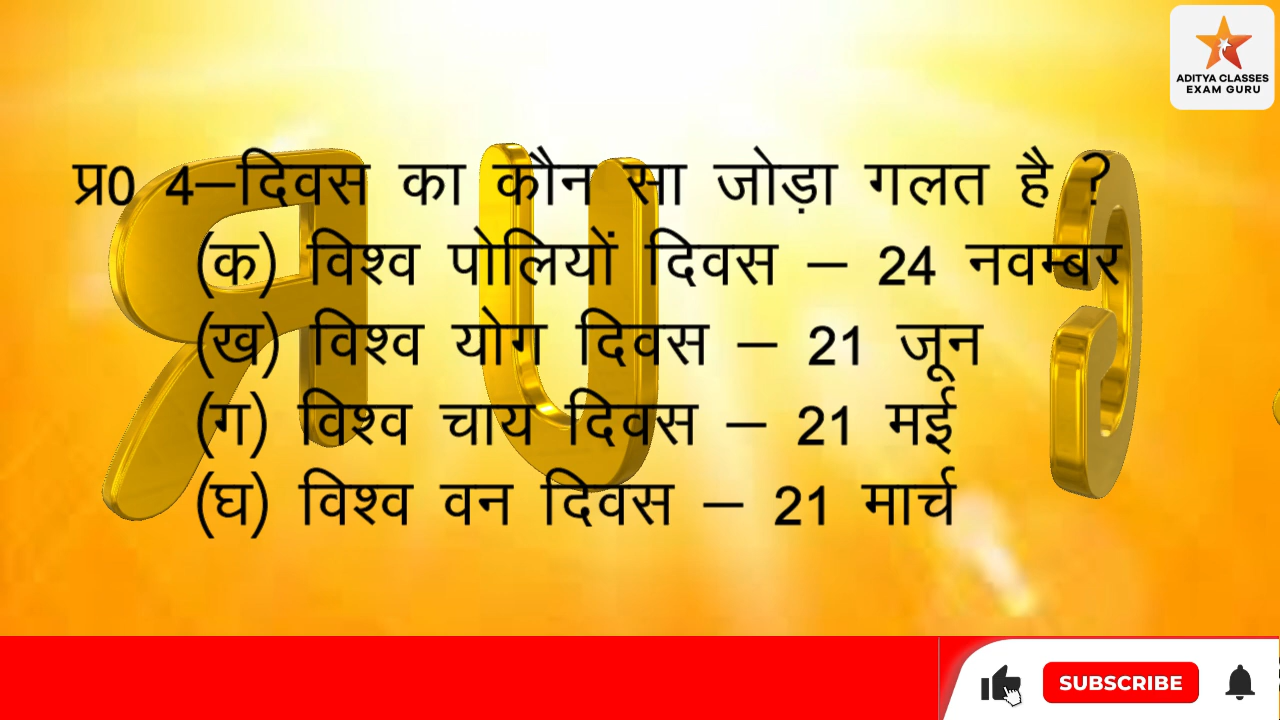 ADITYA CLASSES
EXAM GURU
प्र0 4–दिवस का कौन सा जोड़ा गलत है ?
(क) विश्व पोलियों दिवस – 24 नवम्बर
(ख) विश्व योग दिवस – 21 जून
(ग) विश्व चाय दिवस – 21 मई
(घ) विश्व वन दिवस – 21 मार्च
SUBSCRIBE